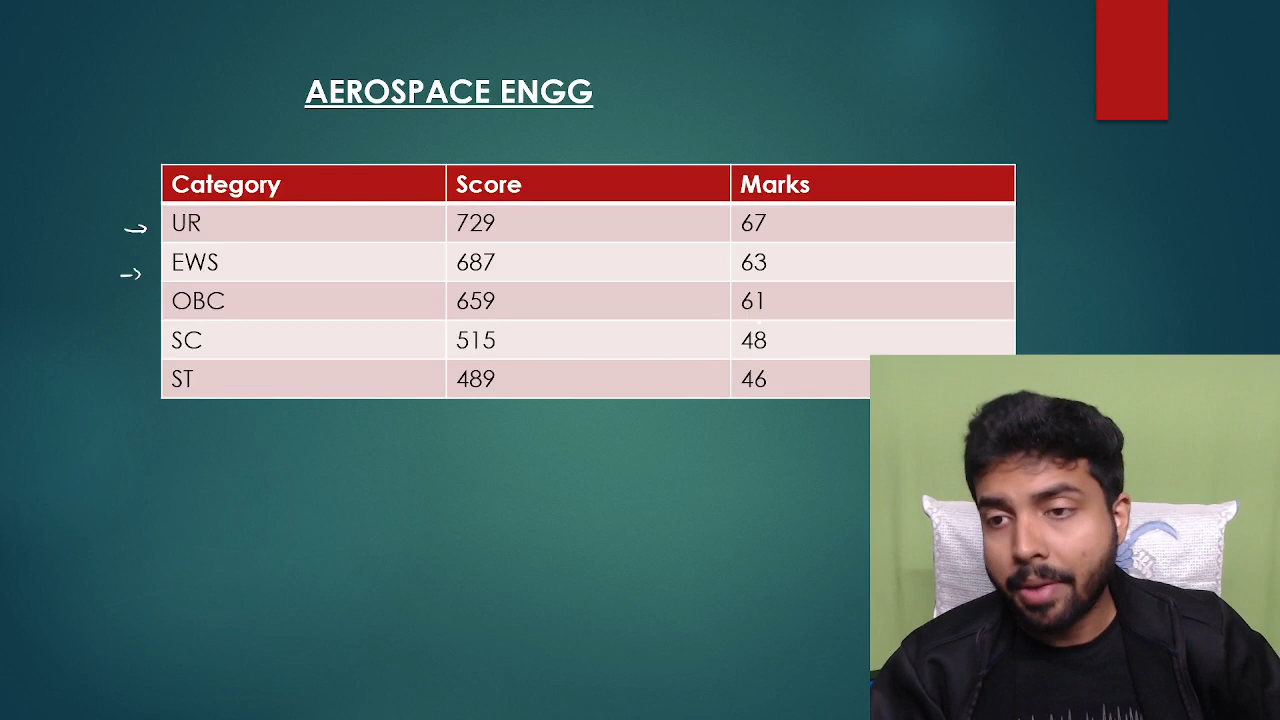 AEROSPACE ENGG
Category Score Marks
UR 729 67
EWS 687 63
OBC 659 61
SC 515 48
ST 489 46